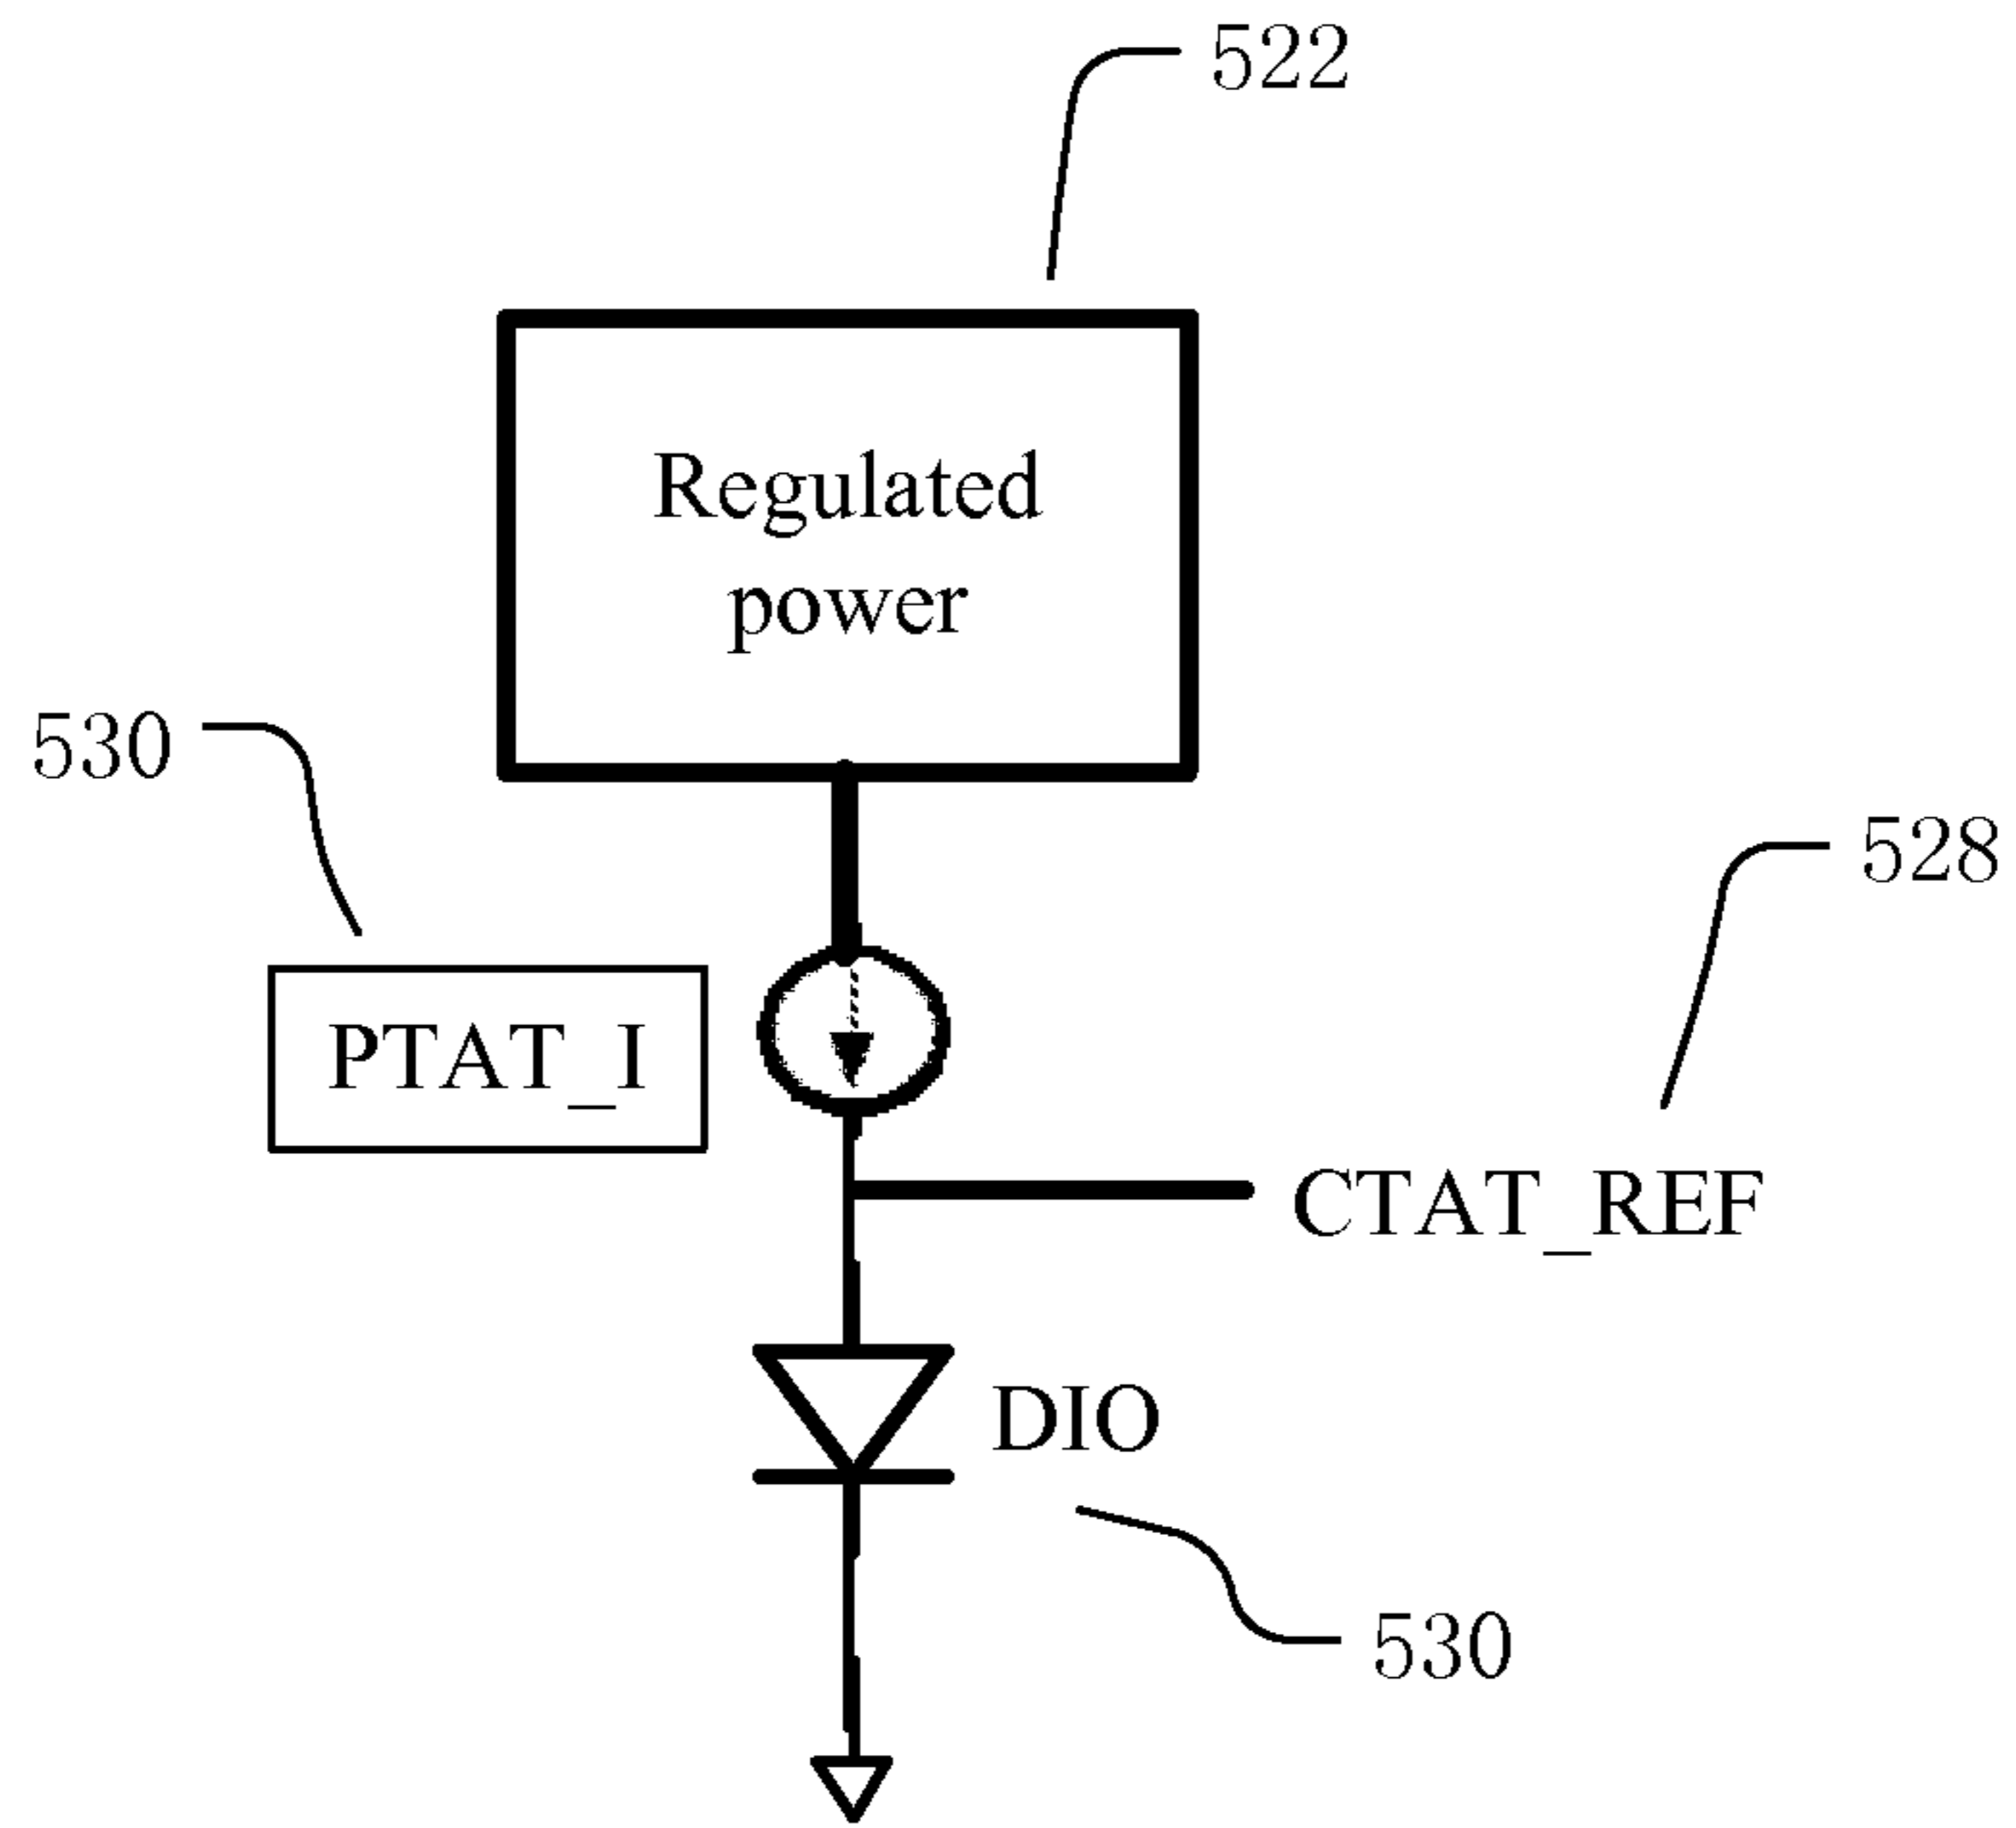 522
Regulated
power
530
528
PTAT_I
CTAT_REF
DIO
530